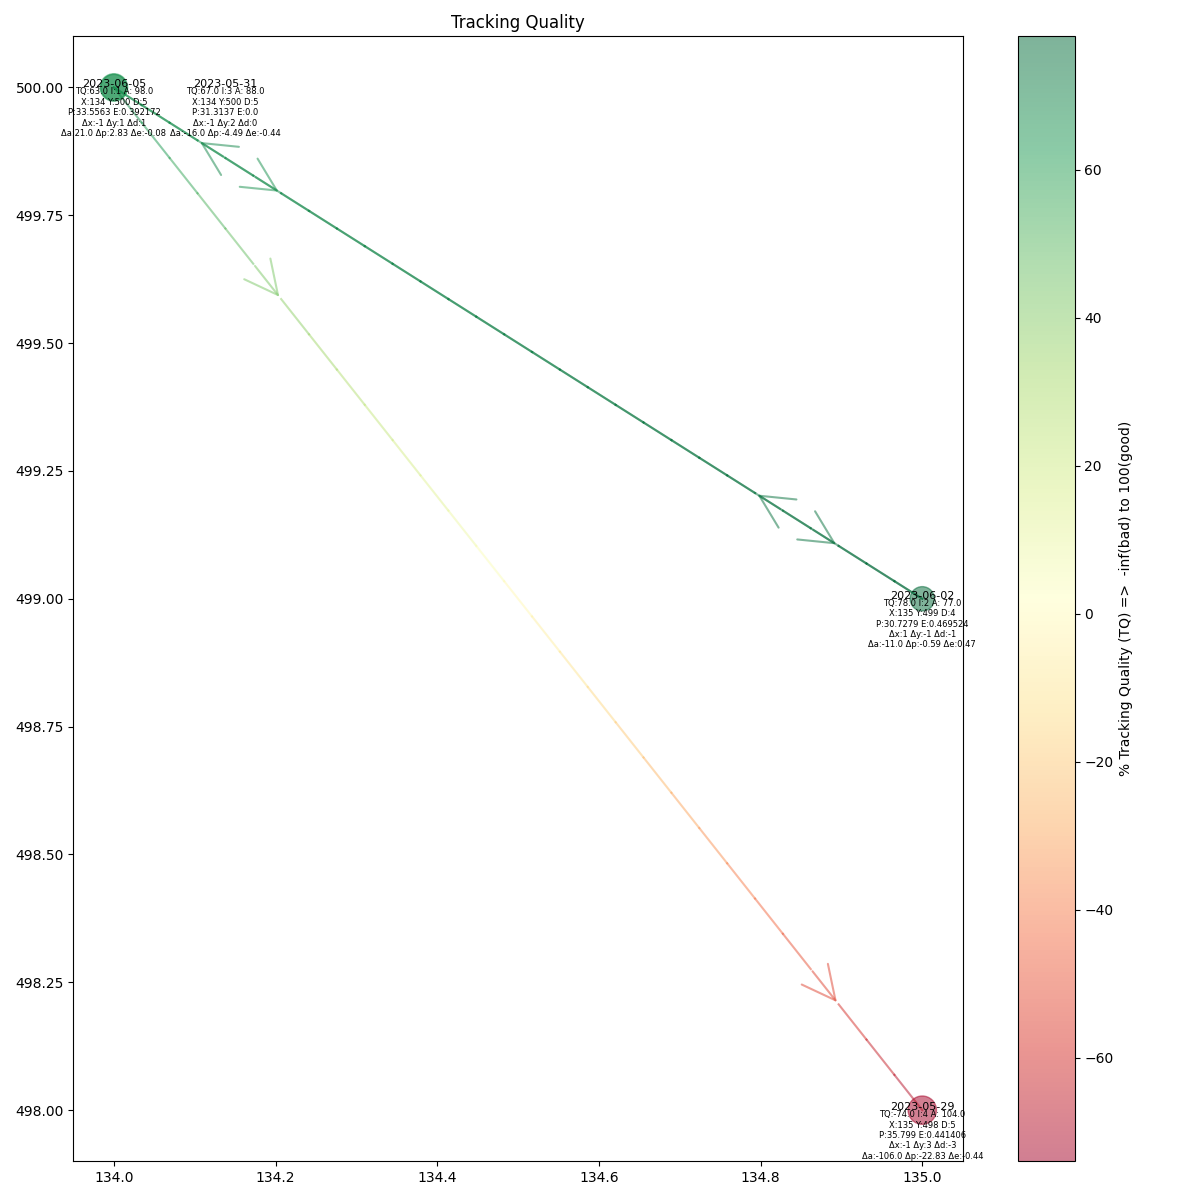 Tracking Quality
500.00
499.75
499.50
499.25
499.00
498.75
498.50
498.25
498.00
134.0
134.2
134.4
134.6
134.8
135.0
2023-06-05
TQ:63.0 I:1 A: 98.0
X:134 Y:500 D:5
P:33.5563 E:0.392172
Δx:-1 Δy:1 Δd:1
Δa:21.0 Δp:2.83 Δe:-0.08
2023-05-31
TQ:67.0 I:3 A: 88.0
X:134 Y:500 D:5
P:31.3137 E:0.0
Δx:-1 Δy:2 Δd:0
Δa:-16.0 Δp:-4.49 Δe:-0.44
2023-06-02
TQ:78.0 I:2 A: 77.0
X:135 Y:499 D:4
P:30.7279 E:0.469524
Δx:1 Δy:-1 Δd:-1
Δa:-11.0 Δp:-0.59 Δe:0.47
2023-05-29
TQ:-74.0 I:4 A: 104.0
X:135 Y:498 D:5
P:35.799 E:0.441406
Δx:-1 Δy:3 Δd:-3
Δa:-106.0 Δp:-22.83 Δe:-0.44
60
40
20
0
−20
−40
−60
% Tracking Quality (TQ) => -inf(bad) to 100(good)